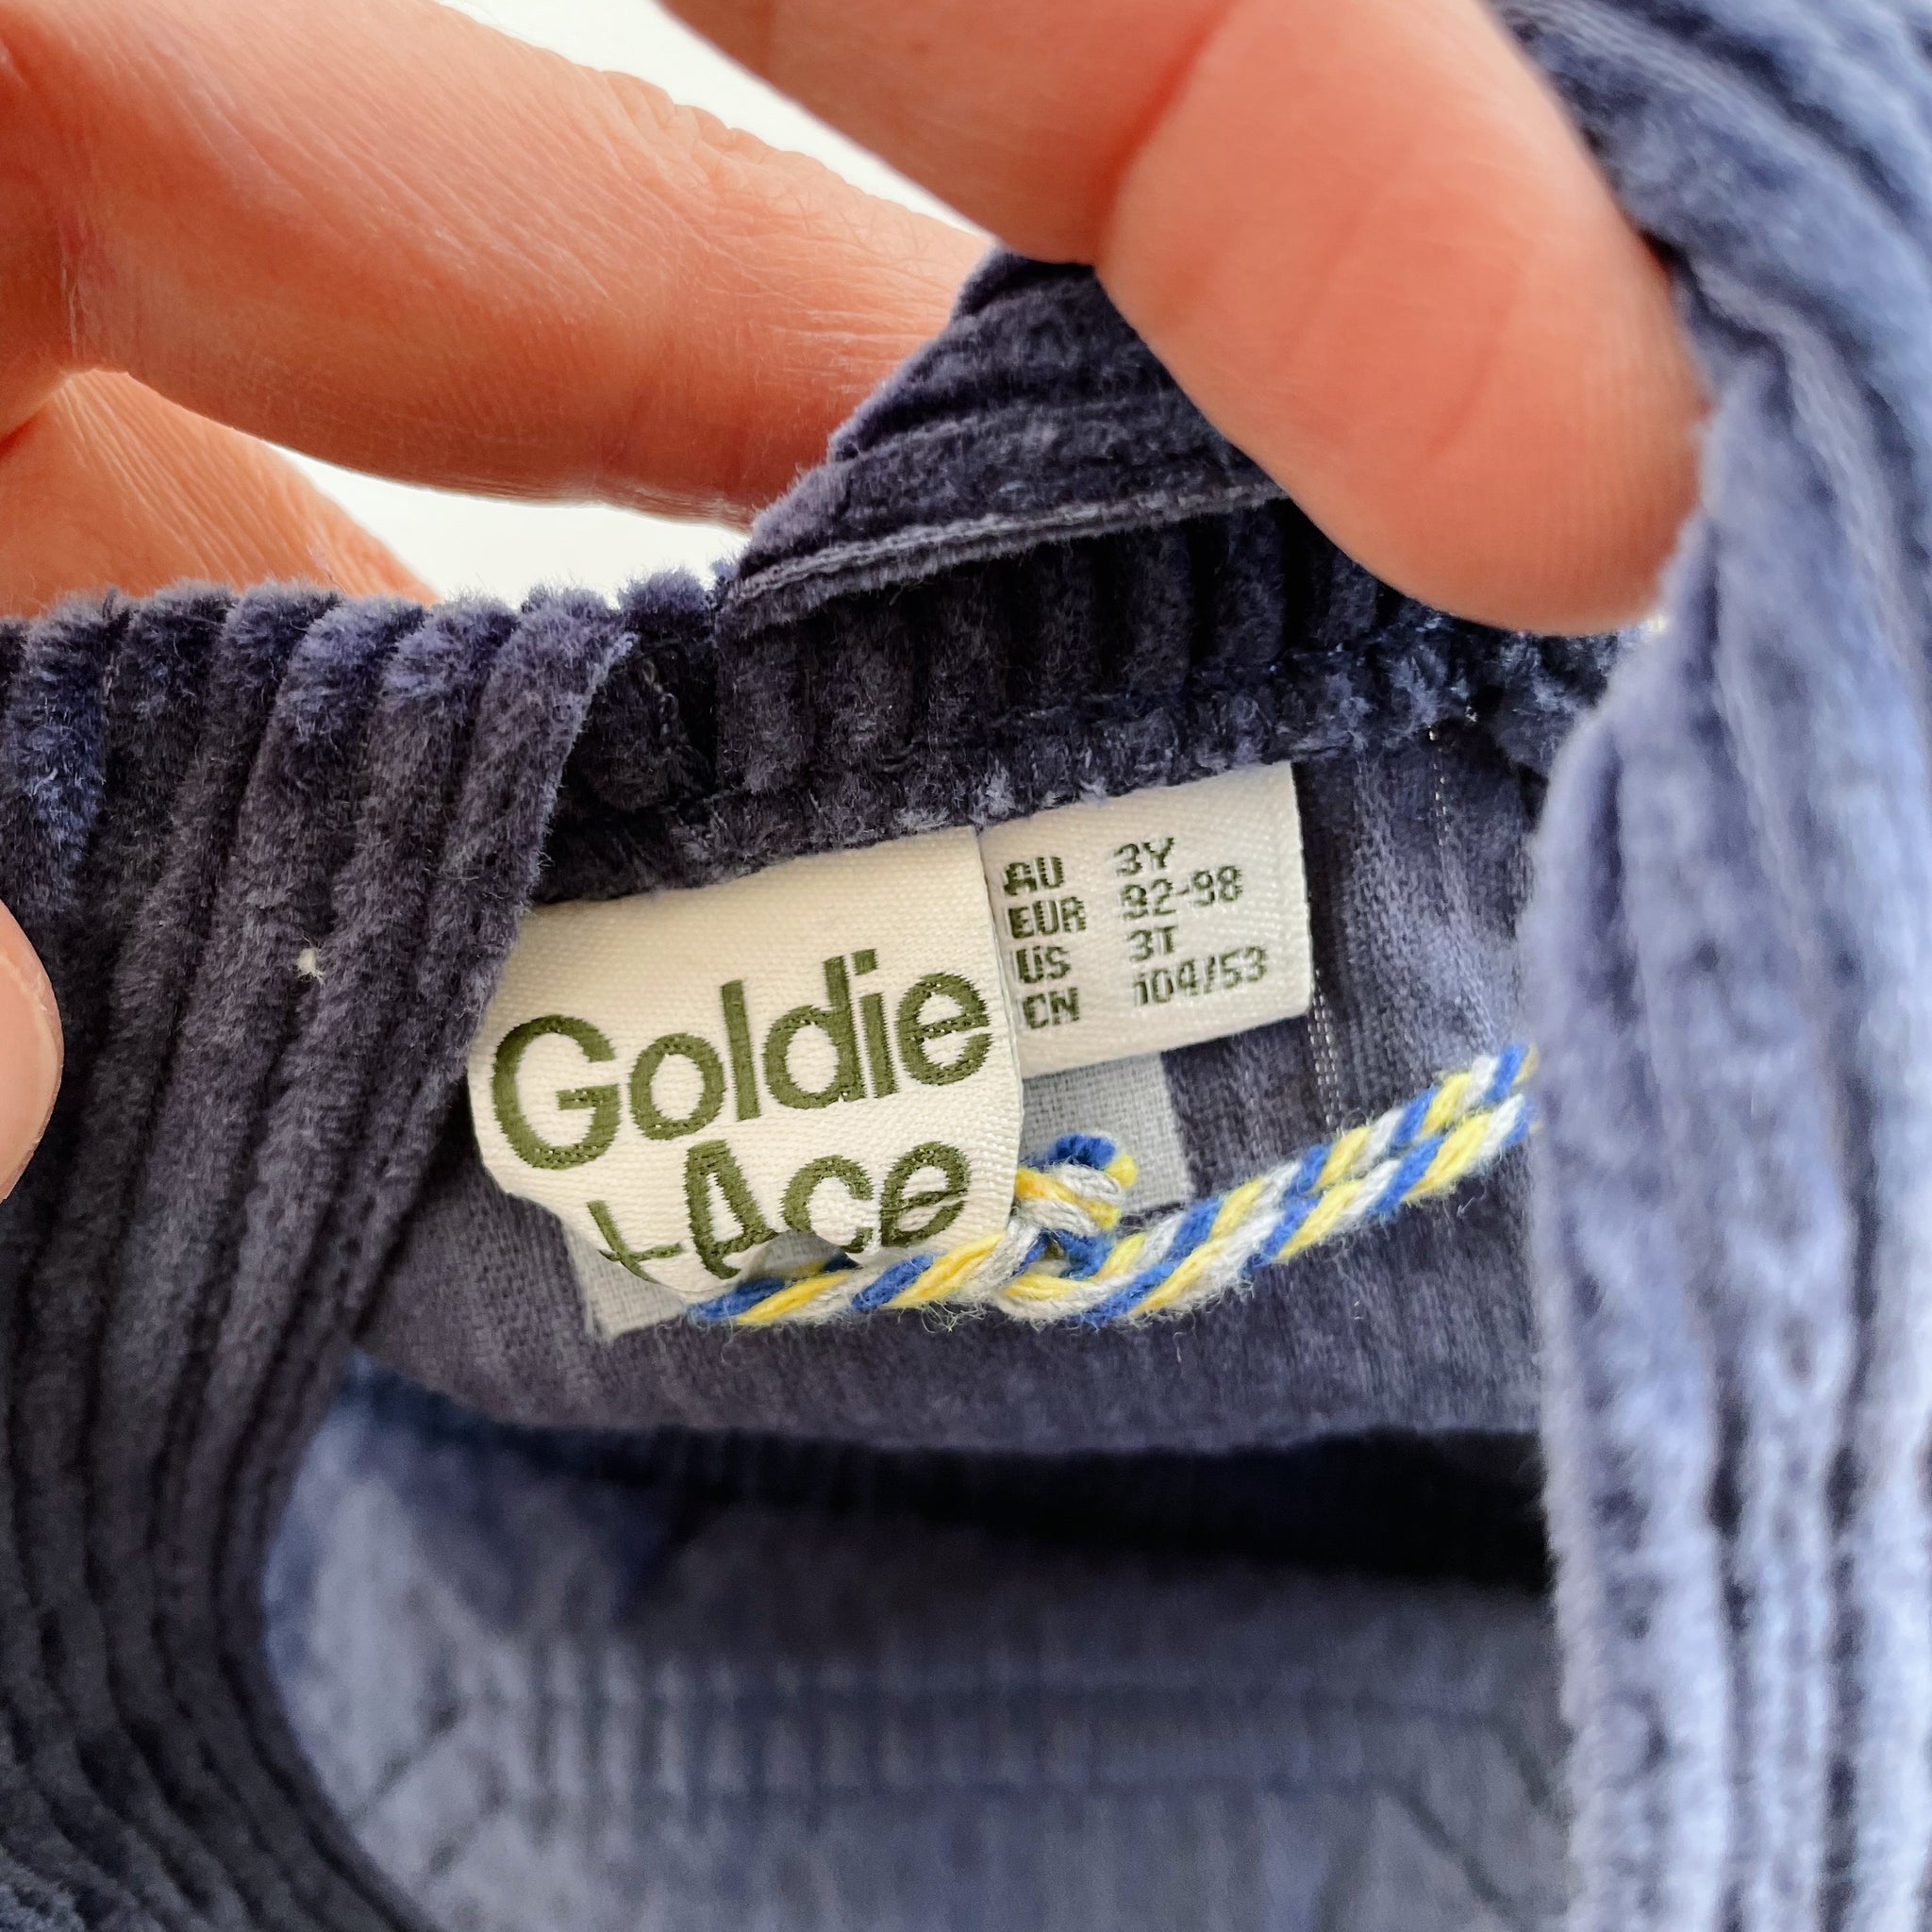 Goldie
+Ace
AU 3Y
EUR 92-98
US 3T
CN 104/53